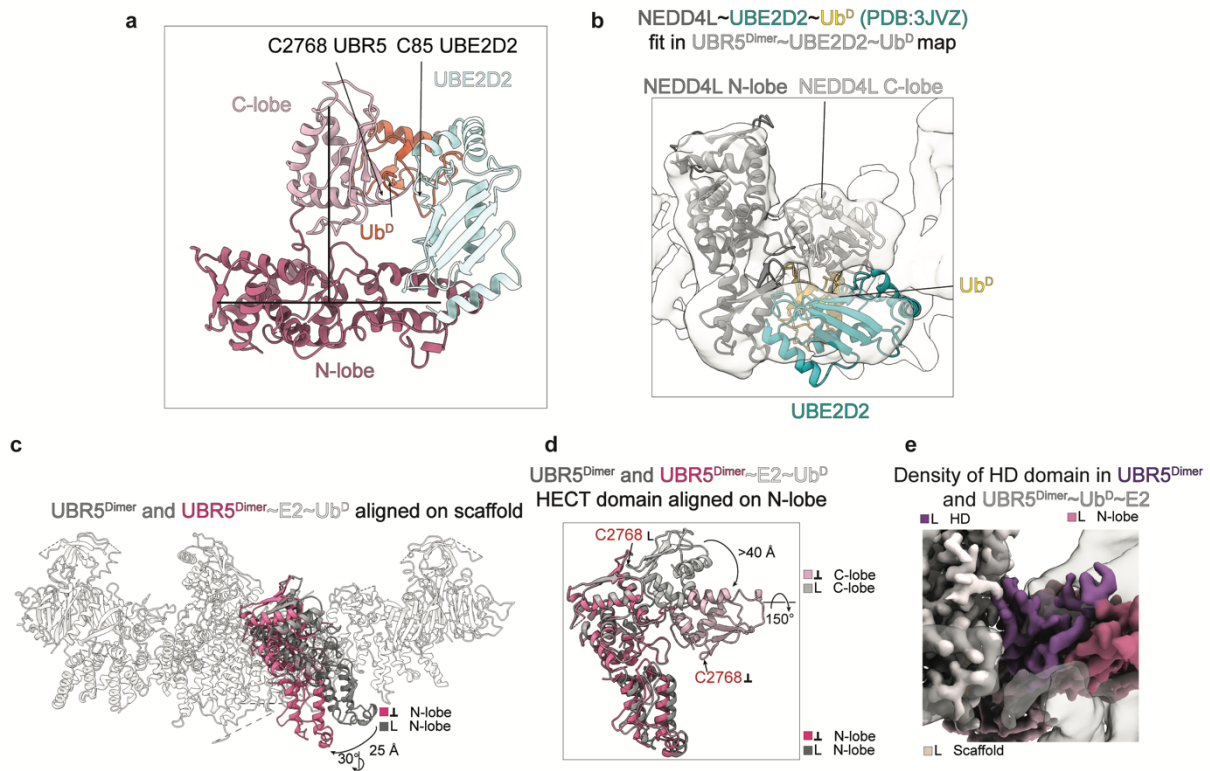 a
C2768 UBR5 C85 UBE2D2
UBE2D2
C-lobe
Ub^D
N-lobe
b
NEDD4L~UBE2D2~Ub^D (PDB:3JVZ)
fit in UBR5^Dimer~UBE2D2~Ub^D map
NEDD4L N-lobe NEDD4L C-lobe
Ub^D
UBE2D2
c
UBR5^Dimer and UBR5^Dimer~E2~Ub^D aligned on scaffold
⊥ N-lobe
L N-lobe
25 Å
30°
d
UBR5^Dimer and UBR5^Dimer~E2~Ub^D
HECT domain aligned on N-lobe
C2768 L
>40 Å
⊥ C-lobe
L C-lobe
150°
C2768 ⊥
⊥ N-lobe
L N-lobe
e
Density of HD domain in UBR5^Dimer
and UBR5^Dimer~Ub^D~E2
L HD L N-lobe
L Scaffold